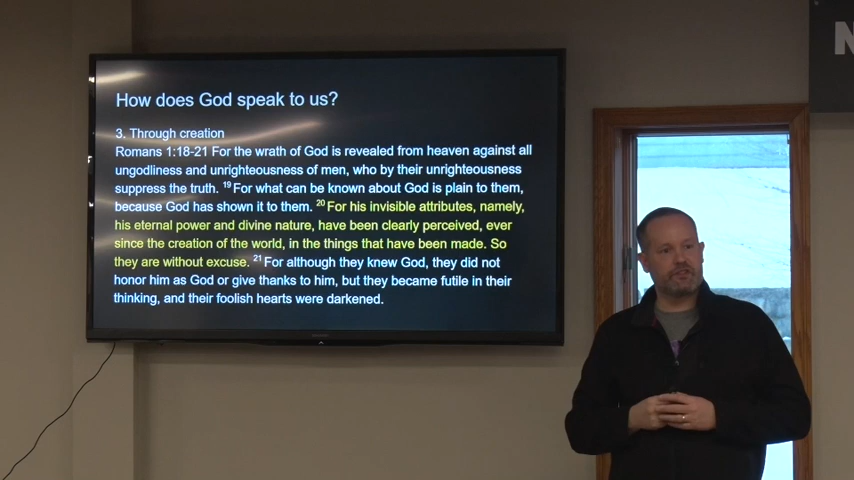 How does God speak to us?
3. Through creation
Romans 1:18-21 For the wrath of God is revealed from heaven against all
ungodliness and unrighteousness of men, who by their unrighteousness
suppress the truth. 19 For what can be known about God is plain to them,
because God has shown it to them. 20 For his invisible attributes, namely,
his eternal power and divine nature, have been clearly perceived, ever
since the creation of the world, in the things that have been made. So
they are without excuse. 21 For although they knew God, they did not
honor him as God or give thanks to him, but they became futile in their
thinking, and their foolish hearts were darkened.